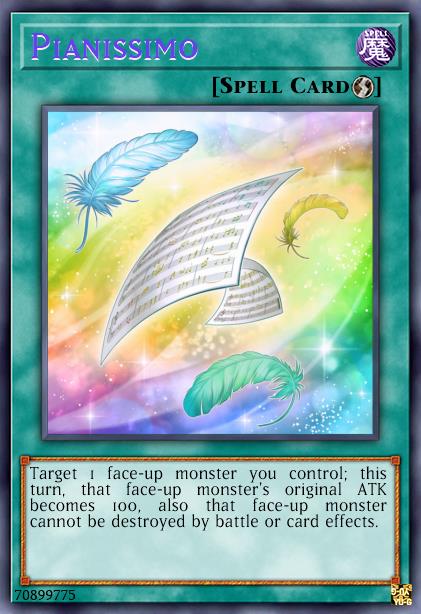 Pianissimo
SPELL
魔
[Spell Card]
Target 1 face-up monster you control; this
turn, that face-up monster's original ATK
becomes 100, also that face-up monster
cannot be destroyed by battle or card effects.
70899775